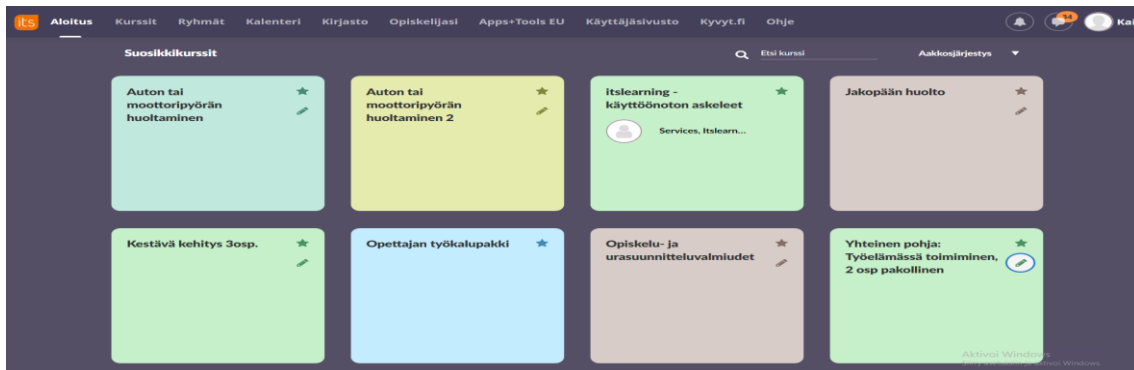 its Aloitus Kurssit Ryhmät Kalenteri Kirjasto Opiskelijasi Apps+Tools EU Käyttäjäsivusto Kyvyt.fi Ohje 34 Kai
Suosikkikurssit Etsi kurssi Aakkosjärjestys
Auton tai
moottoripyörän
huoltaminen
Auton tai
moottoripyörän
huoltaminen 2
itslearning -
käyttöönoton askeleet
Services, Itslearn...
Jakopään huolto
Kestävä kehitys 3osp.
Opettajan työkalupakki
Opiskelu- ja
urasuunnitteluvalmiudet
Yhteinen pohja:
Työelämässä toimiminen,
2 osp pakollinen
Aktivoi Windows